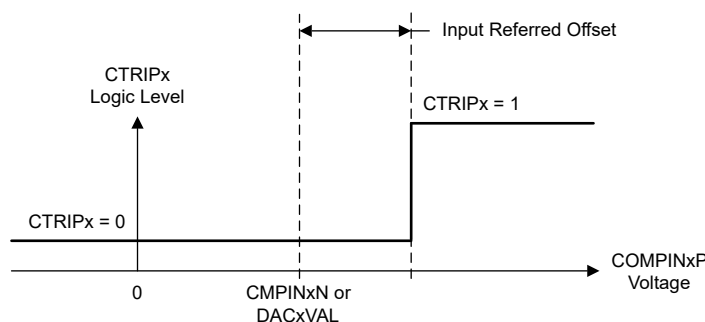 Input Referred Offset
CTRIPx
Logic Level
CTRIPx = 1
CTRIPx = 0
COMPINxP
Voltage
0
CMPINxN or
DACxVAL